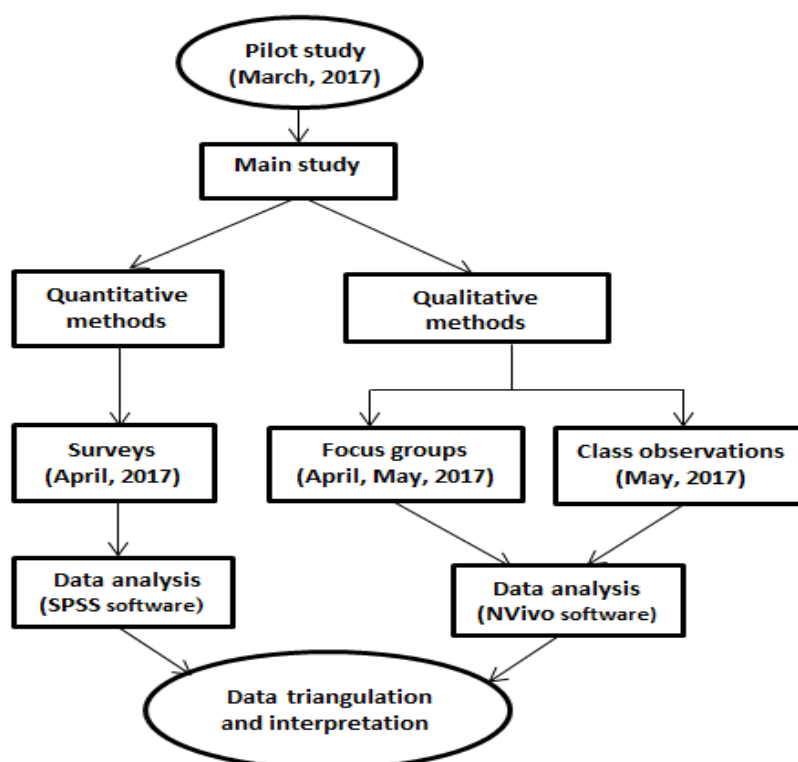 Pilot study
(March, 2017)
Main study
Quantitative
methods
Qualitative
methods
Surveys
(April, 2017)
Focus groups
(April, May, 2017)
Class observations
(May, 2017)
Data analysis
(SPSS software)
Data analysis
(NVivo software)
Data triangulation
and interpretation